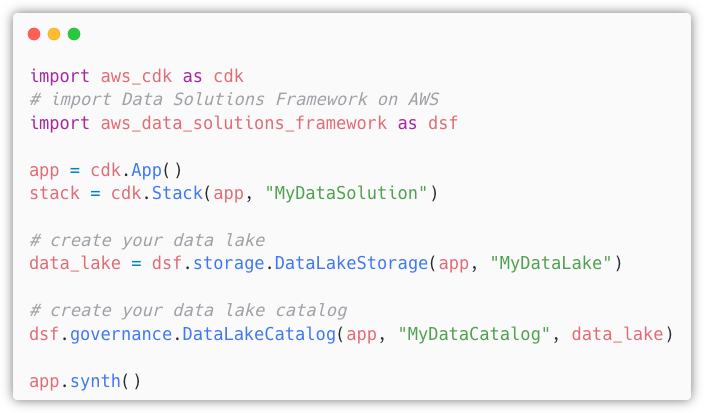 import aws_cdk as cdk
# import Data Solutions Framework on AWS
import aws_data_solutions_framework as dsf
app = cdk.App()
stack = cdk.Stack(app, "MyDataSolution")
# create your data lake
data_lake = dsf.storage.DataLakeStorage(app, "MyDataLake")
# create your data lake catalog
dsf.governance.DataLakeCatalog(app, "MyDataCatalog", data_lake)
app.synth()